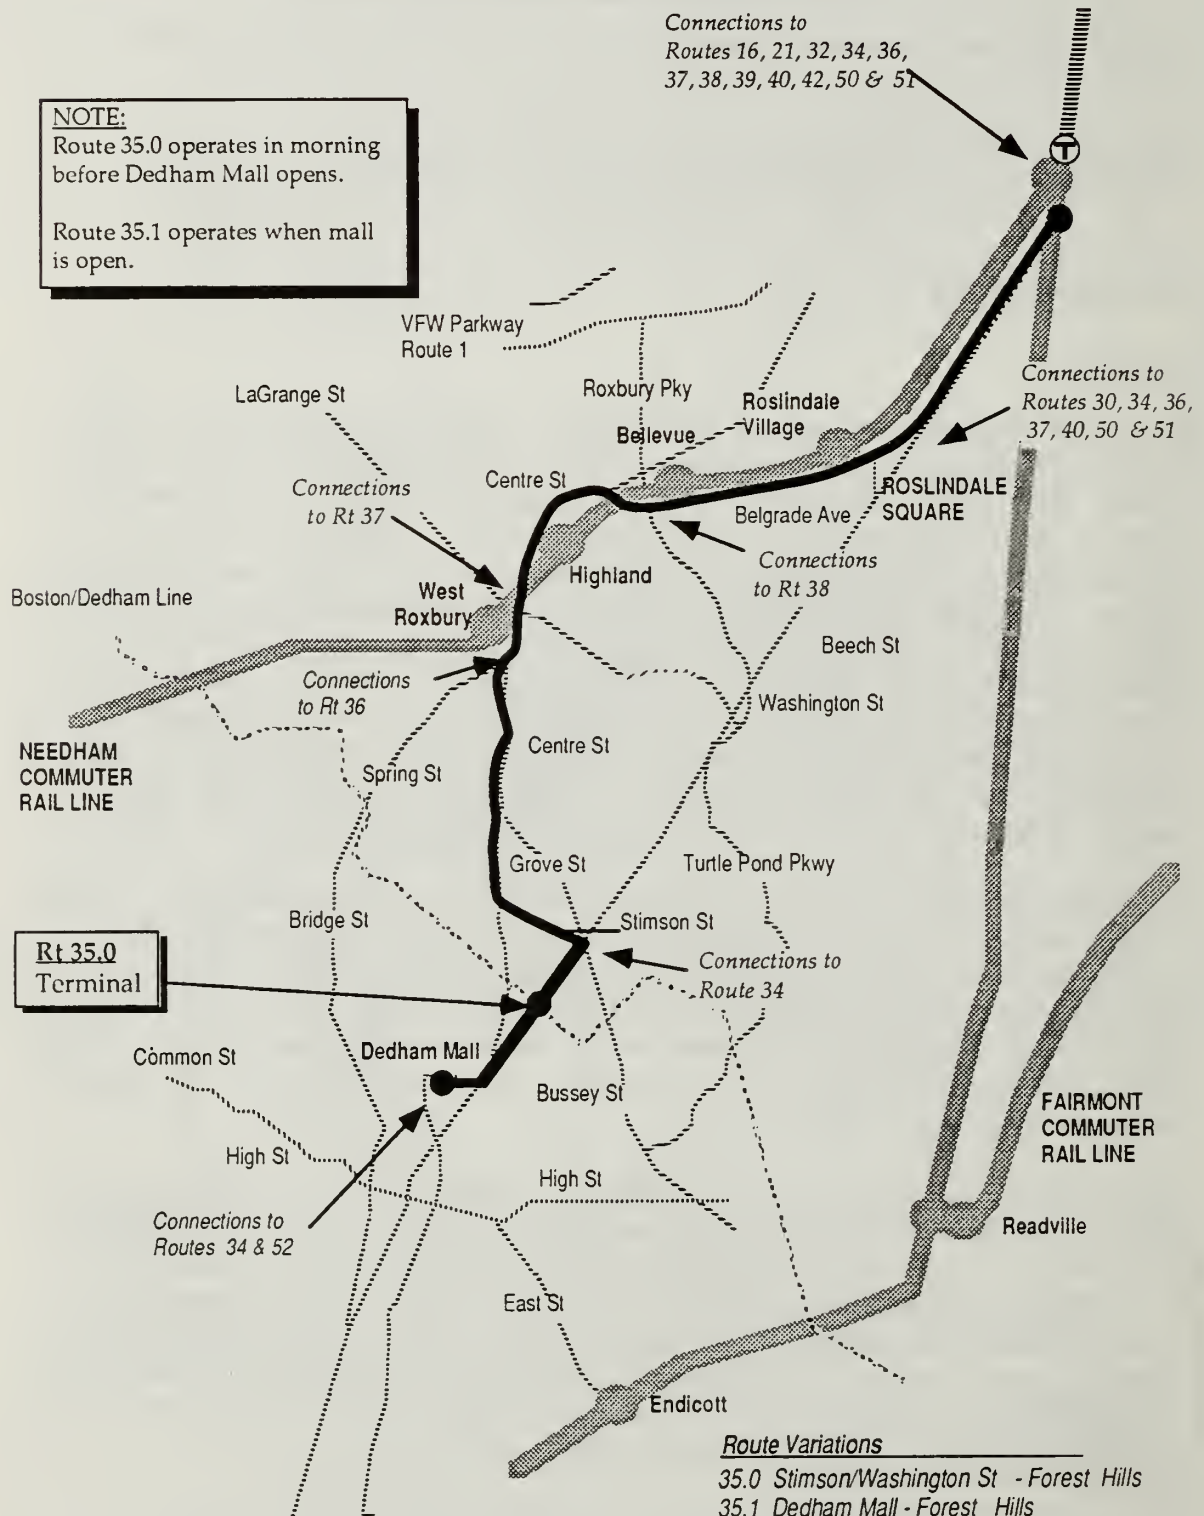 Connections to
Routes 16, 21, 32, 34, 36,
37, 38, 39, 40, 42, 50 & 51
NOTE:
Route 35.0 operates in morning
before Dedham Mall opens.
Route 35.1 operates when mall
is open.
T
VFW Parkway
Route 1
LaGrange St
Roxbury Pky
Roslindale
Village
Bellevue
Connections to
Routes 30, 34, 36,
37, 40, 50 & 51
Centre St
Connections
to Rt 37
ROSLINDALE
SQUARE
Belgrade Ave
Connections
to Rt 38
Highland
West
Roxbury
Boston/Dedham Line
Beech St
Connections
to Rt 36
Washington St
Centre St
NEEDHAM
COMMUTER
RAIL LINE
Spring St
Grove St
Turtle Pond Pkwy
Bridge St
Stimson St
Rt 35.0
Terminal
Connections to
Route 34
Common St
Dedham Mall
Bussey St
FAIRMONT
COMMUTER
RAIL LINE
High St
High St
Connections to
Routes 34 & 52
Readville
East St
Endicott
Route Variations
35.0 Stimson/Washington St - Forest Hills
35.1 Dedham Mall - Forest Hills